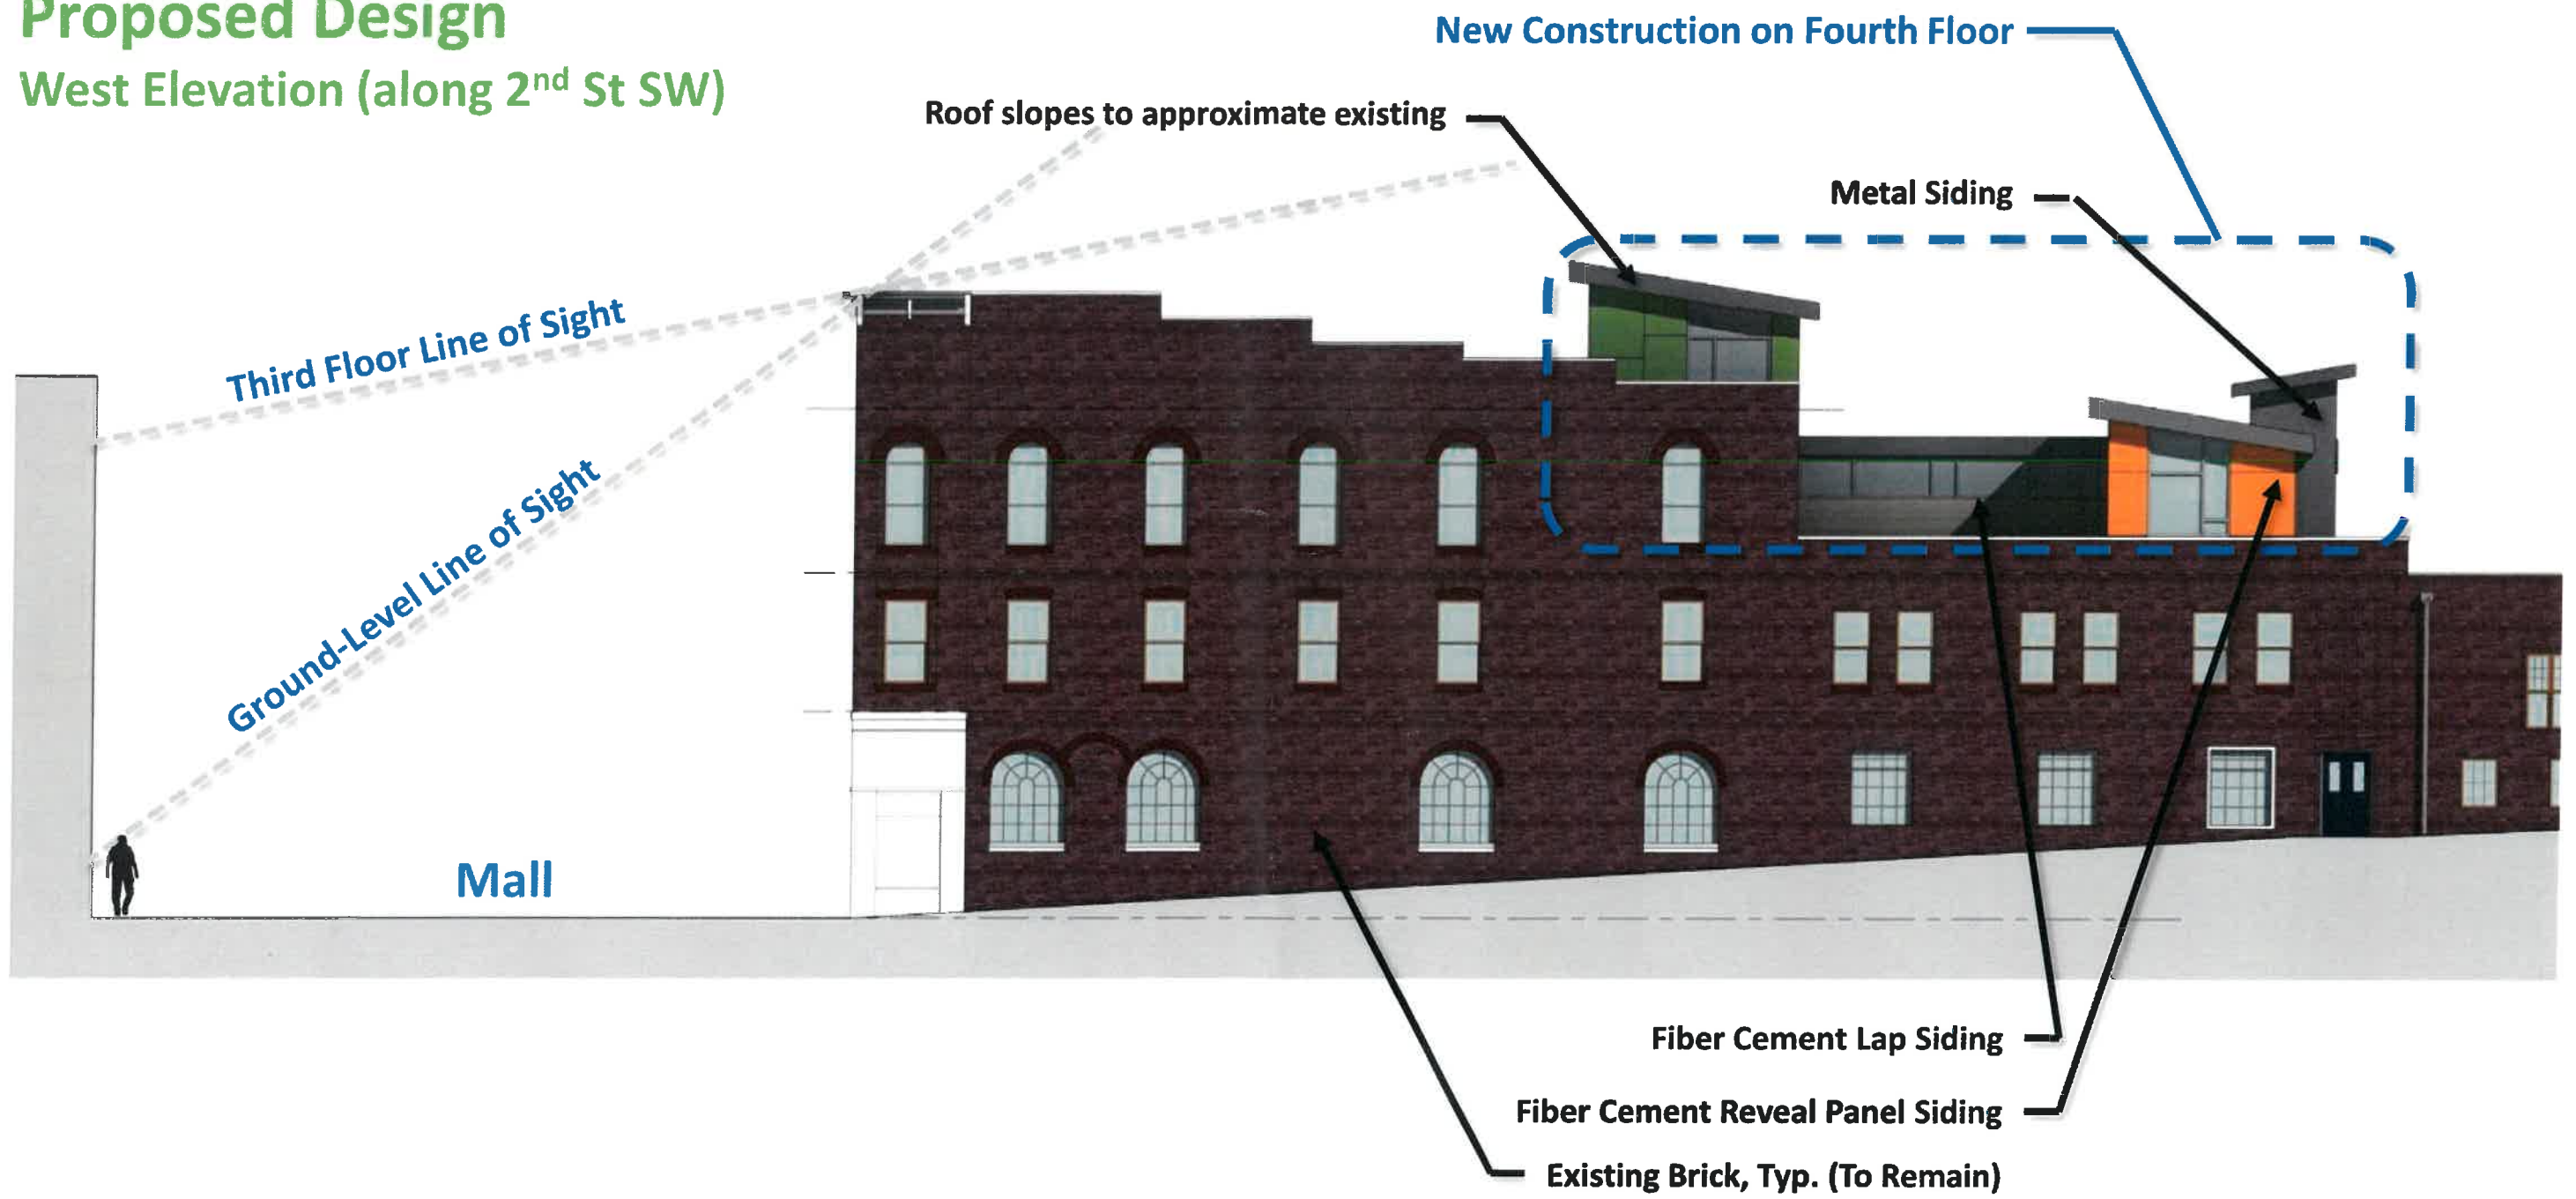 Proposed Design
West Elevation (along 2nd St SW)
New Construction on Fourth Floor
Roof slopes to approximate existing
Metal Siding
Third Floor Line of Sight
Ground-Level Line of Sight
Mall
Fiber Cement Lap Siding
Fiber Cement Reveal Panel Siding
Existing Brick, Typ. (To Remain)